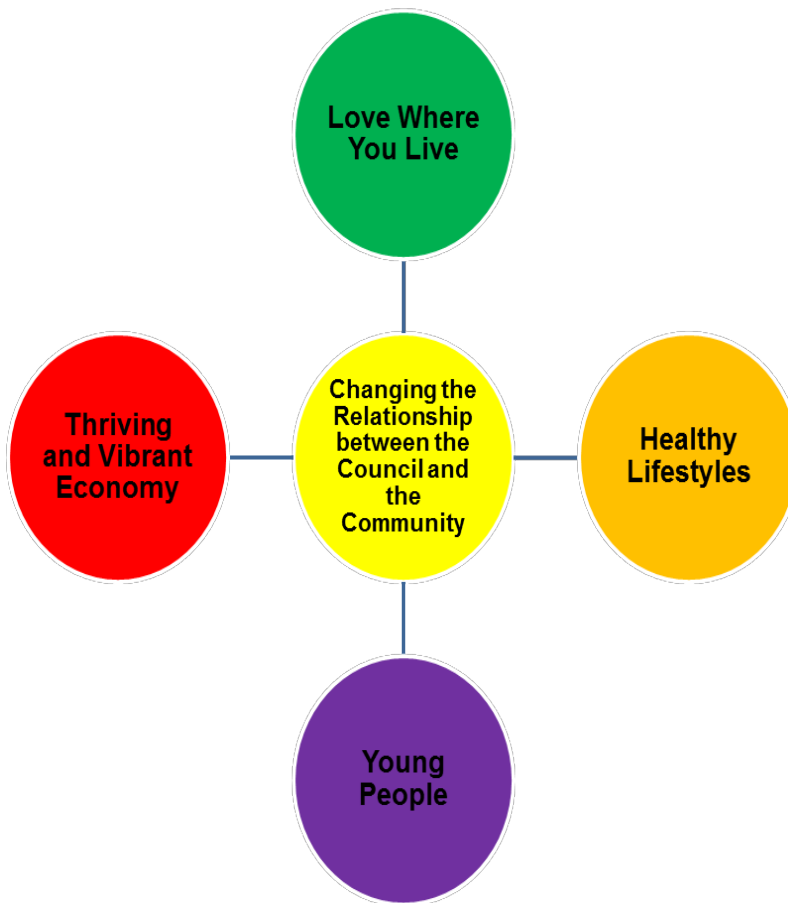 Love Where
You Live
Thriving
and Vibrant
Economy
Changing the
Relationship
between the
Council and
the
Community
Healthy
Lifestyles
Young
People